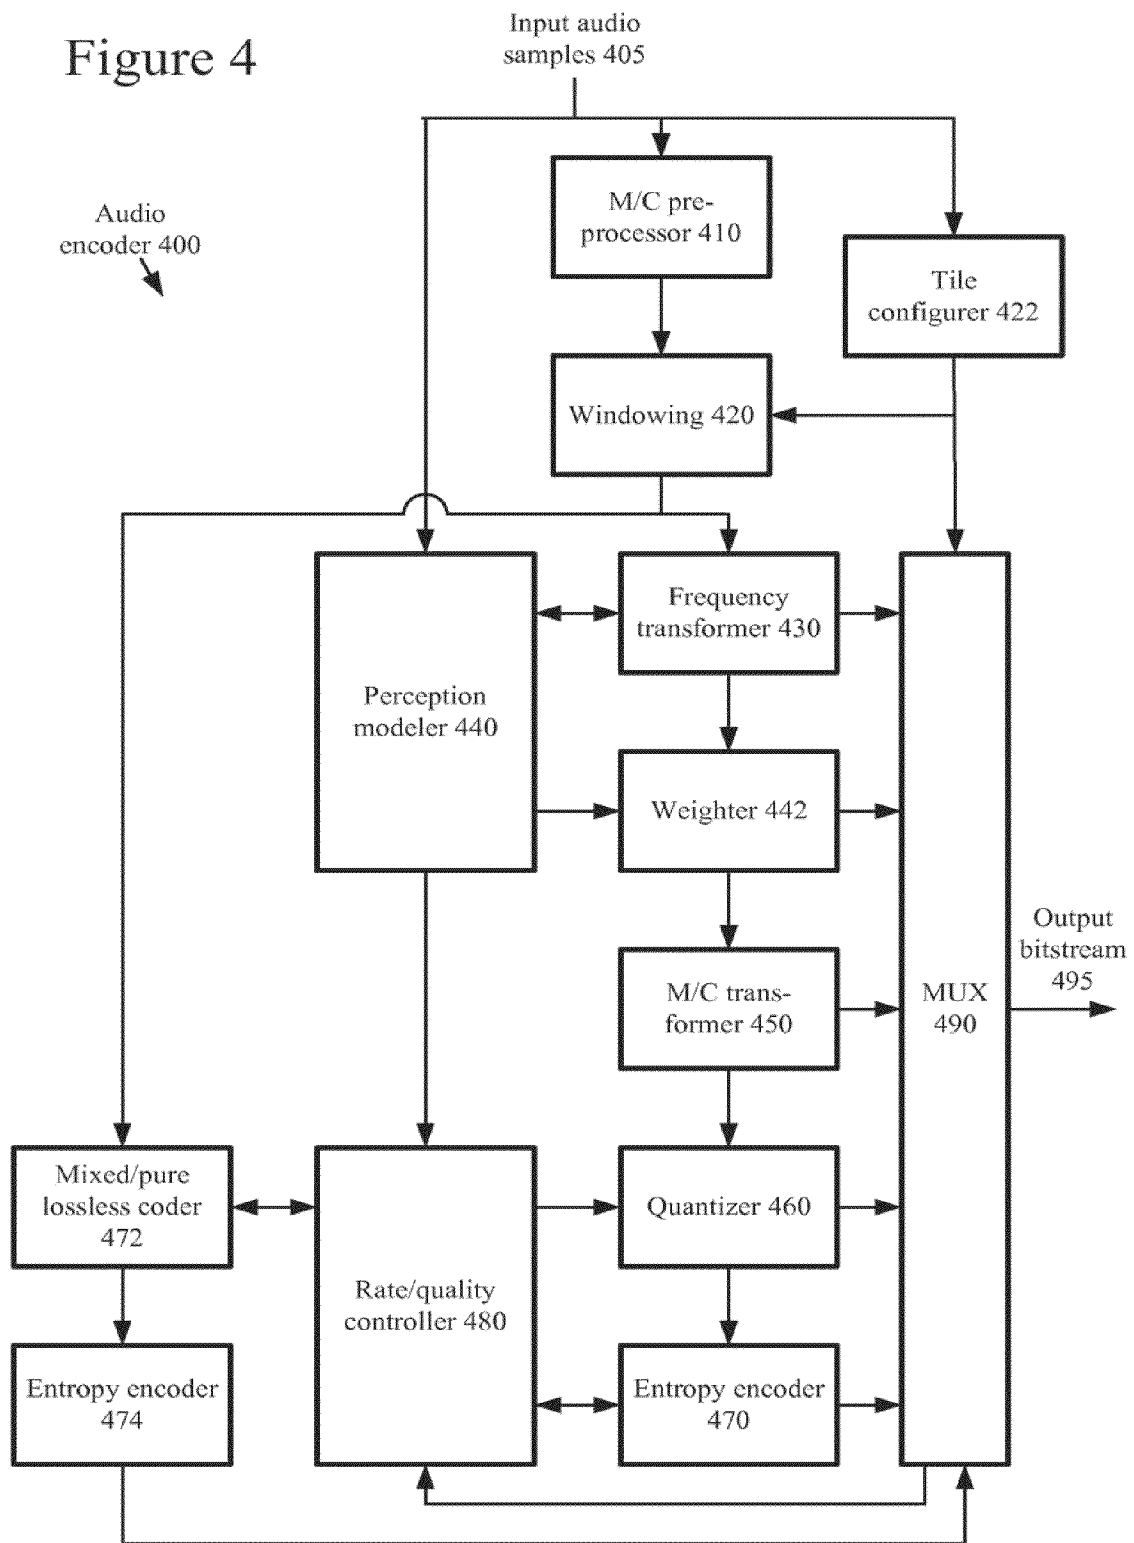 Figure 4
Input audio
samples 405
Audio
encoder 400
M/C pre-
processor 410
Tile
configurer 422
Windowing 420
Perception
modeler 440
Frequency
transformer 430
Weighter 442
M/C trans-
former 450
MUX
490
Output
bitstream
495
Mixed/pure
lossless coder
472
Rate/quality
controller 480
Quantizer 460
Entropy encoder
474
Entropy encoder
470